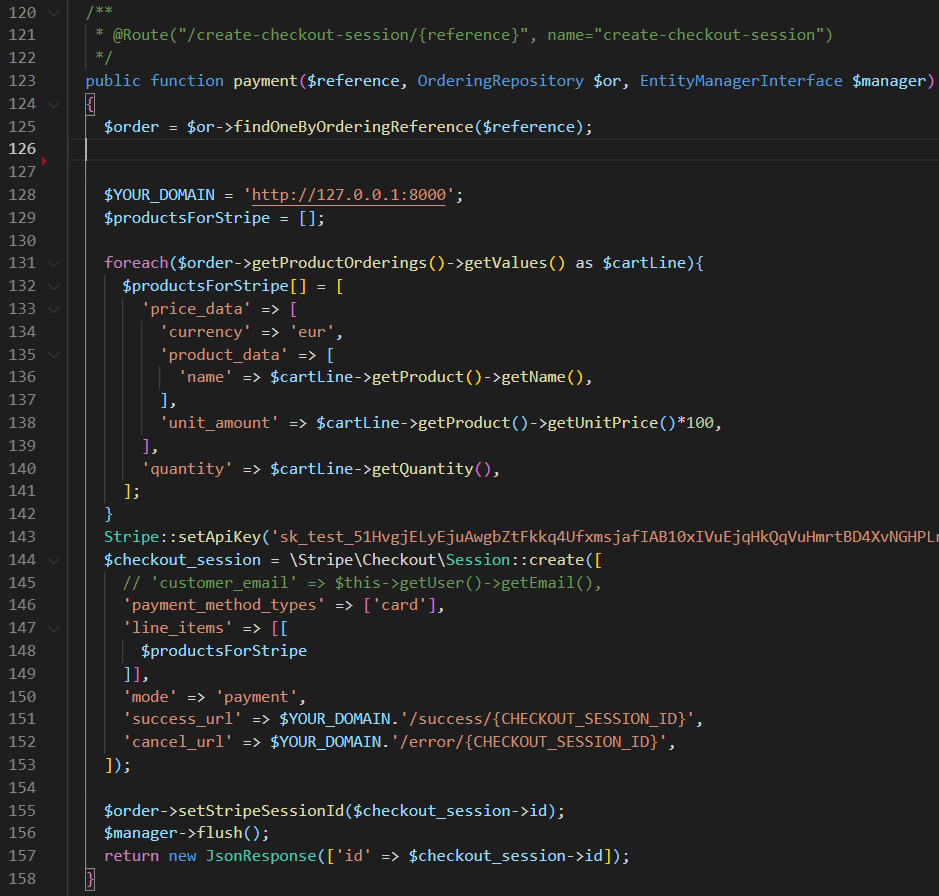 120 /**
121 * @Route("/create-checkout-session/{reference}", name="create-checkout-session")
122 */
123 public function payment($reference, OrderingRepository $or, EntityManagerInterface $manager)
124 {
125 $order = $or->findOneByOrderingReference($reference);
126
127
128 $YOUR_DOMAIN = 'http://127.0.0.1:8000';
129 $productsForStripe = [];
130
131 foreach($order->getProductOrderings()->getValues() as $cartLine){
132 $productsForStripe[] = [
133 'price_data' => [
134 'currency' => 'eur',
135 'product_data' => [
136 'name' => $cartLine->getProduct()->getName(),
137 ],
138 'unit_amount' => $cartLine->getProduct()->getUnitPrice()*100,
139 ],
140 'quantity' => $cartLine->getQuantity(),
141 ];
142 }
143 Stripe::setApiKey('
144 $checkout_session = \Stripe\Checkout\Session::create([
145 // 'customer_email' => $this->getUser()->getEmail(),
146 'payment_method_types' => ['card'],
147 'line_items' => [[
148 $productsForStripe
149 ]],
150 'mode' => 'payment',
151 'success_url' => $YOUR_DOMAIN.'/success/{CHECKOUT_SESSION_ID}',
152 'cancel_url' => $YOUR_DOMAIN.'/error/{CHECKOUT_SESSION_ID}',
153 ]);
154
155 $order->setStripeSessionId($checkout_session->id);
156 $manager->flush();
157 return new JsonResponse(['id' => $checkout_session->id]);
158 }